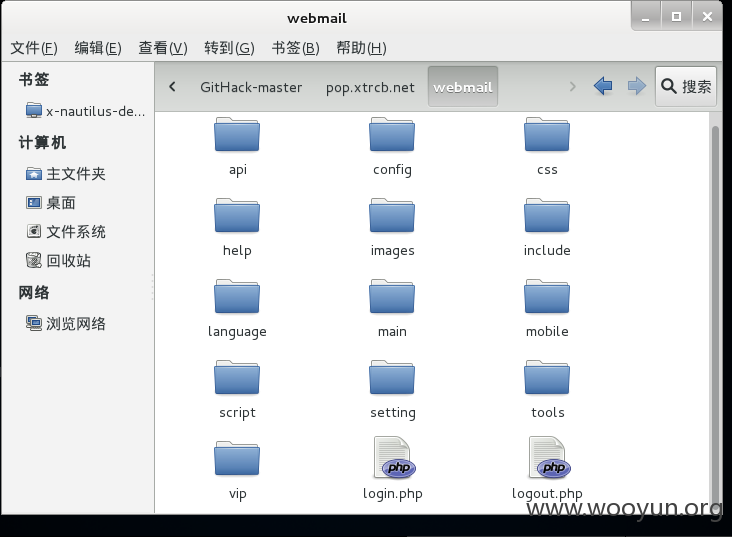 webmail
文件(F) 编辑(E) 查看(V) 转到(G) 书签(B) 帮助(H)
书签
x-nautilus-de...
计算机
主文件夹
桌面
文件系统
回收站
网络
浏览网络
GitHack-master pop.xtrcb.net webmail 搜索
api config css
help images include
language main mobile
script setting tools
vip login.php logout.php
php php
www.wooyun.org